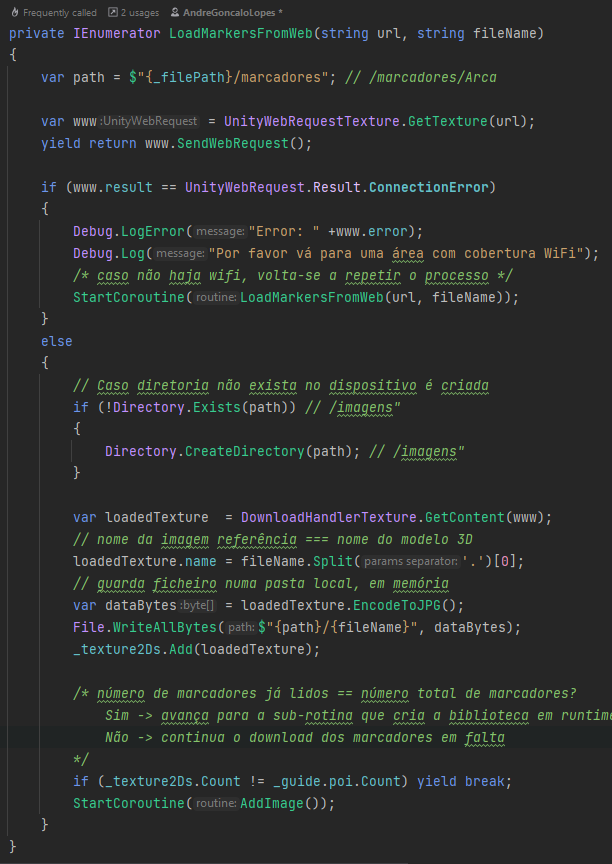 Frequently called 2 usages AndreGoncaloLopes *
private IEnumerator LoadMarkersFromWeb(string url, string fileName)
{
var path = $"{_filePath}/marcadores"; // /marcadores/Arca
var www :UnityWebRequest = UnityWebRequestTexture.GetTexture(url);
yield return www.SendWebRequest();
if (www.result == UnityWebRequest.Result.ConnectionError)
{
Debug.LogError( message: "Error: " +www.error);
Debug.Log( message: "Por favor vá para uma área com cobertura WiFi");
/* caso não haja wifi, volta-se a repetir o processo */
StartCoroutine( routine: LoadMarkersFromWeb(url, fileName));
}
else
{
// Caso diretoria não exista no dispositivo é criada
if (!Directory.Exists(path)) // /imagens"
{
Directory.CreateDirectory(path); // /imagens"
}
var loadedTexture  = DownloadHandlerTexture.GetContent(www);
// nome da imagem referência === nome do modelo 3D
loadedTexture.name = fileName.Split( params separator: '.')[0];
// guarda ficheiro numa pasta local, em memória
var dataBytes :byte[] = loadedTexture.EncodeToJPG();
File.WriteAllBytes( path: $"{path}/{fileName}", dataBytes);
_texture2Ds.Add(loadedTexture);
/* número de marcadores já lidos == número total de marcadores?
Sim -> avança para a sub-rotina que cria a biblioteca em runtime
Não -> continua o download dos marcadores em falta
*/
if (_texture2Ds.Count != _guide.poi.Count) yield break;
StartCoroutine( routine: AddImage());
}
}